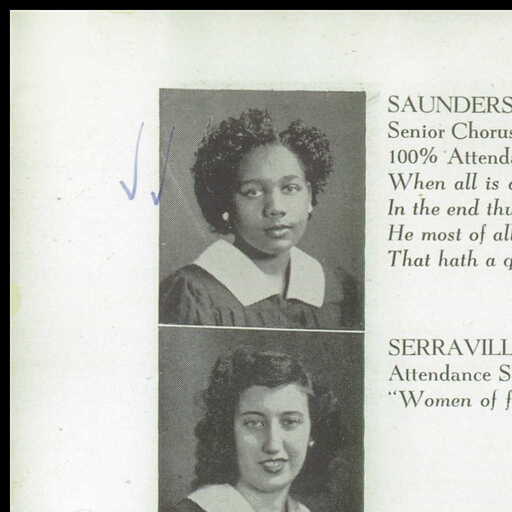 SAUNDERS
Senior Chorus
100% Attend
When all is
In the end thu
He most of all
That hath a q
SERRAVILL
Attendance S
"Women of f